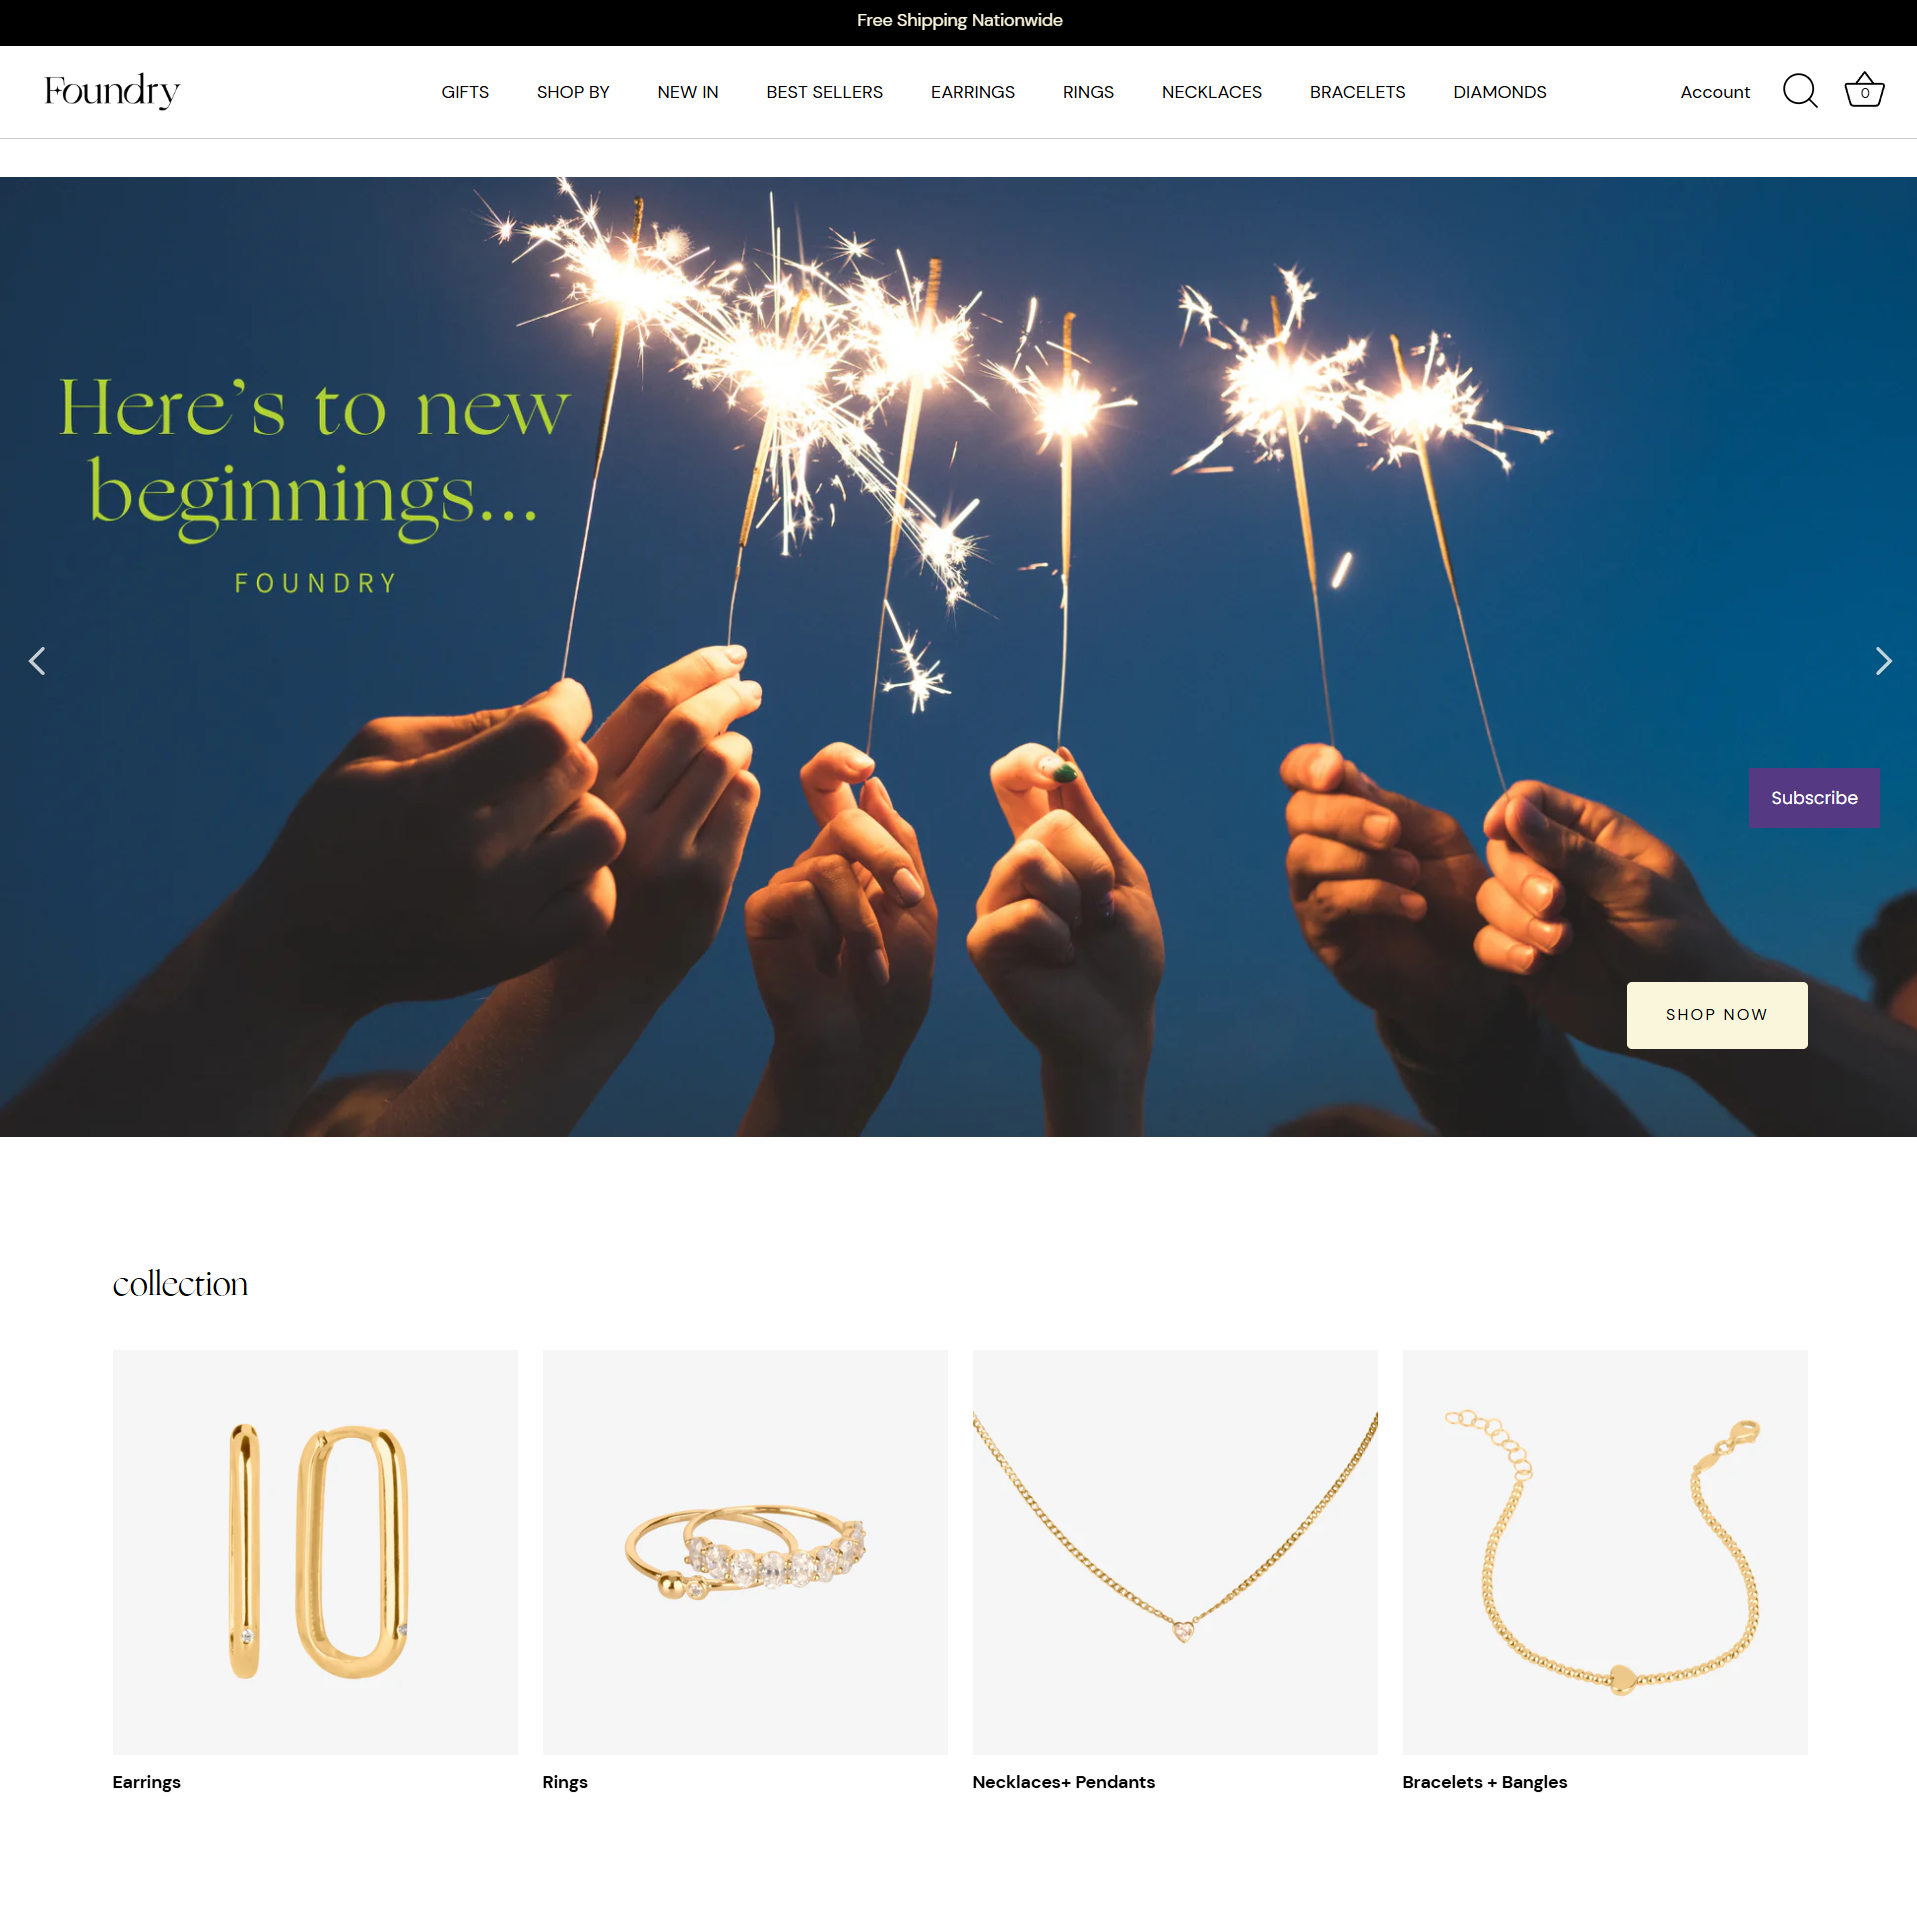 Free Shipping Nationwide
Foundry
GIFTS SHOP BY NEW IN BEST SELLERS EARRINGS RINGS NECKLACES BRACELETS DIAMONDS
Account
0
Here's to new
beginnings...
FOUNDRY
Subscribe
SHOP NOW
collection
Earrings
Rings
Necklaces+ Pendants
Bracelets + Bangles